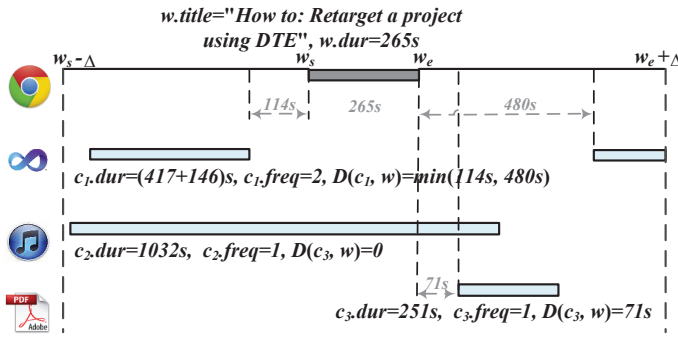 w.title="How to: Retarget a project
using DTE", w.dur=265s
ws-Δ
ws
we
we+Δ
114s
265s
480s
c1.dur=(417+146)s, c1.freq=2, D(c1, w)=min(114s, 480s)
c2.dur=1032s, c2.freq=1, D(c3, w)=0
71s
c3.dur=251s, c3.freq=1, D(c3, w)=71s
PDF
Adobe